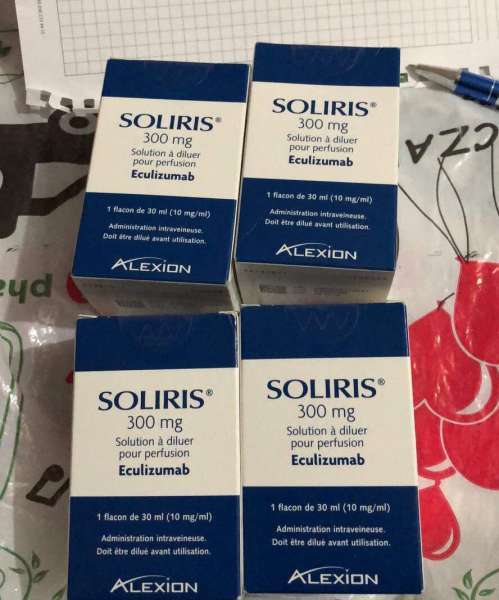 SOLIRIS®
300 mg
Solution à diluer
pour perfusion
Eculizumab
1 flacon de 30 ml (10 mg/ml)
Administration intraveineuse.
Doit être dilué avant utilisation.
ALEXION
SOLIRIS®
300 mg
Solution à diluer
pour perfusion
Eculizumab
1 flacon de 30 ml (10 mg/ml)
Administration intraveineuse.
Doit être dilué avant utilisation.
ALEXION
CZA
pha
SOLIRIS®
300 mg
Solution à diluer
pour perfusion
Eculizumab
1 flacon de 30 ml (10 mg/ml)
Administration intraveineuse.
Doit être dilué avant utilisation.
ALEXION
SOLIRIS®
300 mg
Solution à diluer
pour perfusion
Eculizumab
1 flacon de 30 ml (10 mg/ml)
Administration intraveineuse.
Doit être dilué avant utilisation.
ALEXION